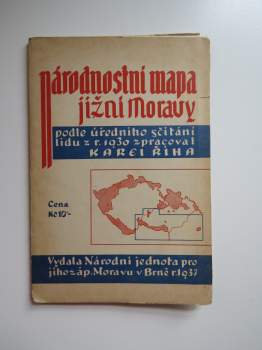 Národnostní mapa
jižní Moravy
podle úředního sčítání
lidu z r. 1930 zpracoval
KAREL ŘÍHA
Cena
Kč 10'-
Vydala Národní jednota pro
jihozáp. Moravu v Brně r. 1937